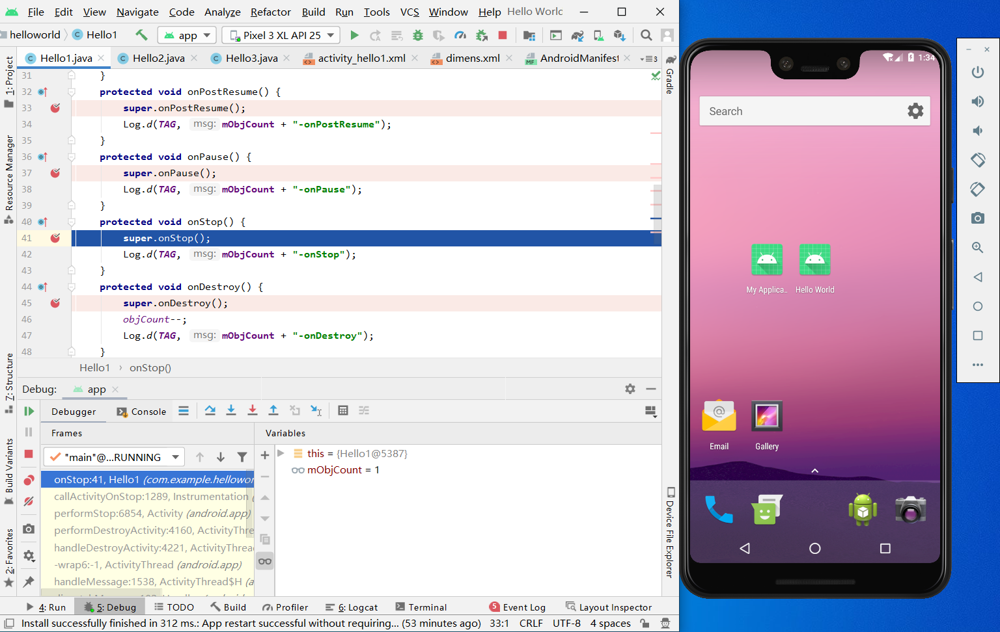 File Edit View Navigate Code Analyze Refactor Build Run Tools VCS Window Help Hello Worlc
helloworld Hello1 app Pixel 3 XL API 25
Hello1.java Hello2.java Hello3.java activity_hello1.xml dimens.xml AndroidManifest 3
31 }
32 protected void onPostResume() {
33 super.onPostResume();
34 Log.d(TAG, msg: mObjCount + "-onPostResume");
35 }
36 protected void onPause() {
37 super.onPause();
38 Log.d(TAG, msg: mObjCount + "-onPause");
39 }
40 protected void onStop() {
41 super.onStop();
42 Log.d(TAG, msg: mObjCount + "-onStop");
43 }
44 protected void onDestroy() {
45 super.onDestroy();
46 objCount--;
47 Log.d(TAG, msg: mObjCount + "-onDestroy");
48 }
Hello1 › onStop()
1: Project
Resource Manager
7: Structure
Build Variants
2: Favorites
Gradle
Device File Explorer
Debug: app
Debugger Console
Frames Variables
"main"@...RUNNING
onStop:41, Hello1 (com.example.hellowor
callActivityOnStop:1289, Instrumentation (
performStop:6854, Activity (android.app)
performDestroyActivity:4160, ActivityThre
handleDestroyActivity:4221, ActivityThrea
-wrap6:-1, ActivityThread (android.app)
handleMessage:1538, ActivityThread$H (a
this = {Hello1@5387}
mObjCount = 1
4: Run 5: Debug TODO Build Profiler 6: Logcat Terminal 5 Event Log Layout Inspector
Install successfully finished in 312 ms.: App restart successful without requiring... (53 minutes ago) 33:1 CRLF UTF-8 4 spaces
1:34
Search
My Applica..
Hello World
Email
Gallery